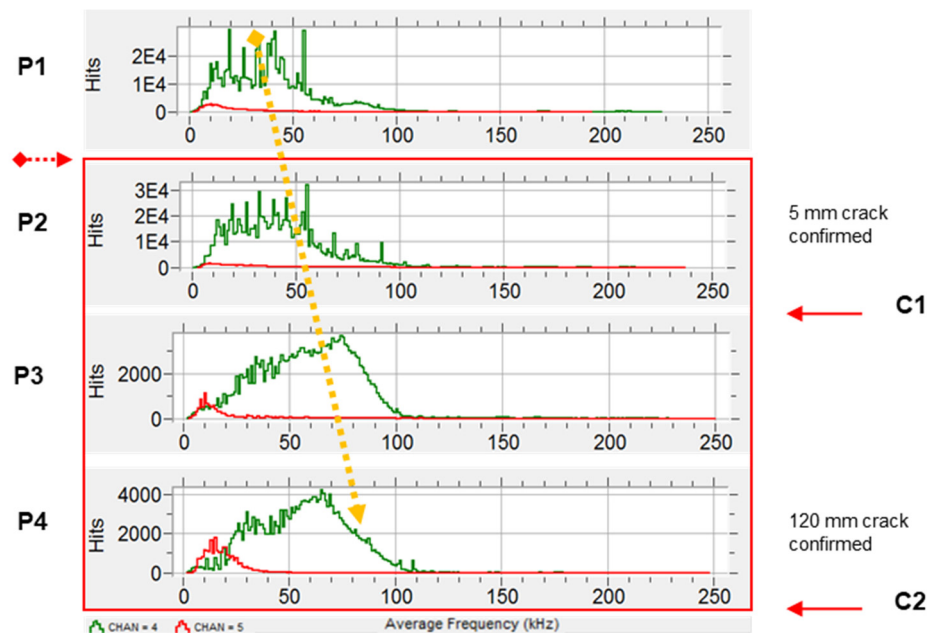 P1
Hits
2E4
1E4
0
0 50 100 150 200 250
P2
Hits
3E4
2E4
1E4
0
0 50 100 150 200 250
5 mm crack
confirmed
C1
P3
Hits
2000
0
0 50 100 150 200 250
P4
Hits
4000
2000
0
0 50 100 150 200 250
120 mm crack
confirmed
C2
CHAN = 4 CHAN = 5 Average Frequency (kHz)